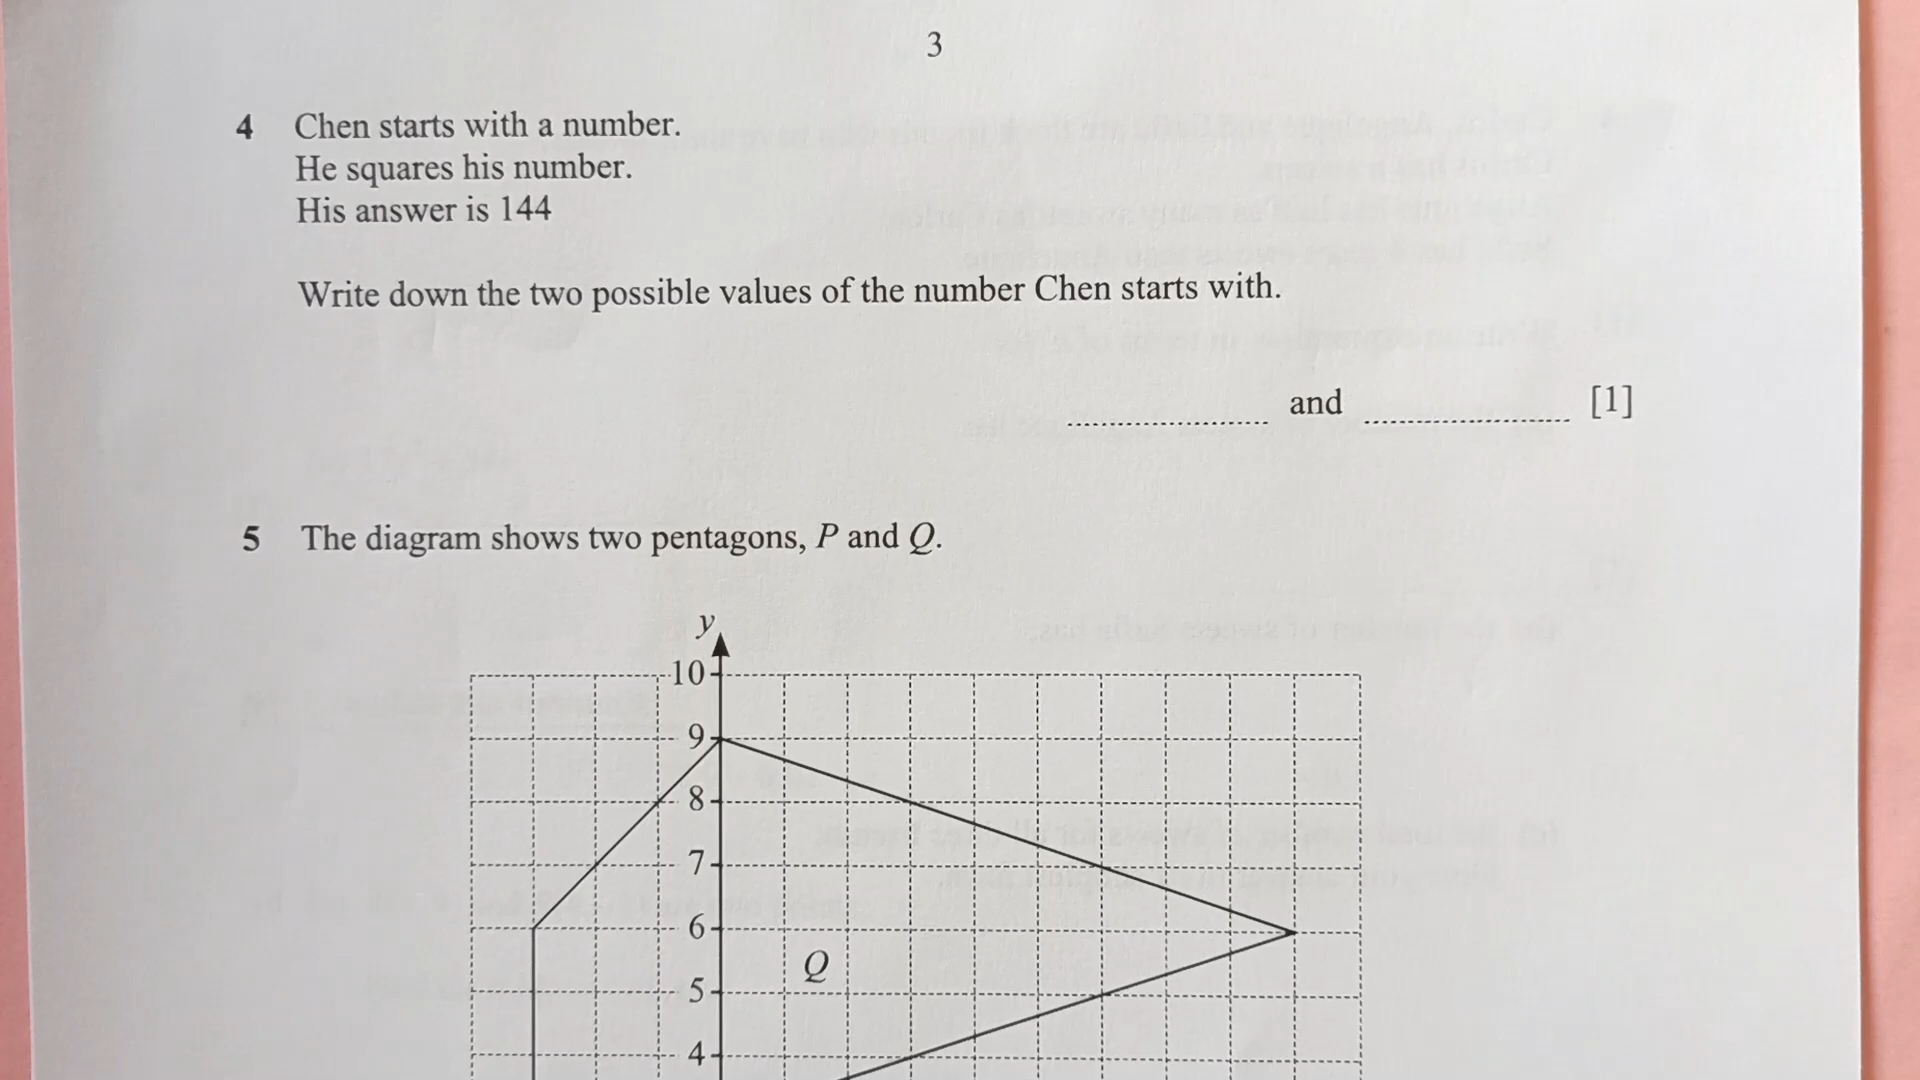 3
4 Chen starts with a number.
He squares his number.
His answer is 144
Write down the two possible values of the number Chen starts with.
and [1]
5 The diagram shows two pentagons, P and Q.
y
10
9
8
7
6
Q
5
4